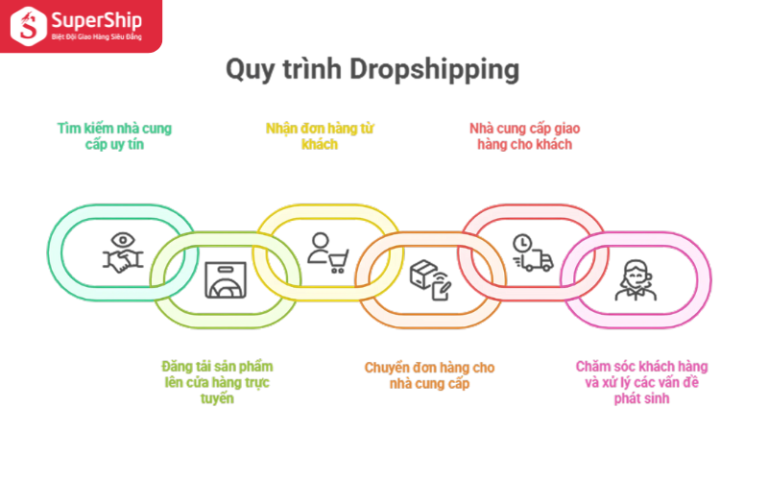 SuperShip
Biệt Đội Giao Hàng Siêu Đẳng
Quy trình Dropshipping
Tìm kiếm nhà cung
cấp uy tín
Nhận đơn hàng từ
khách
Nhà cung cấp giao
hàng cho khách
Đăng tải sản phẩm
lên cửa hàng trực
tuyến
Chuyển đơn hàng cho
nhà cung cấp
Chăm sóc khách hàng
và xử lý các vấn đề
phát sinh